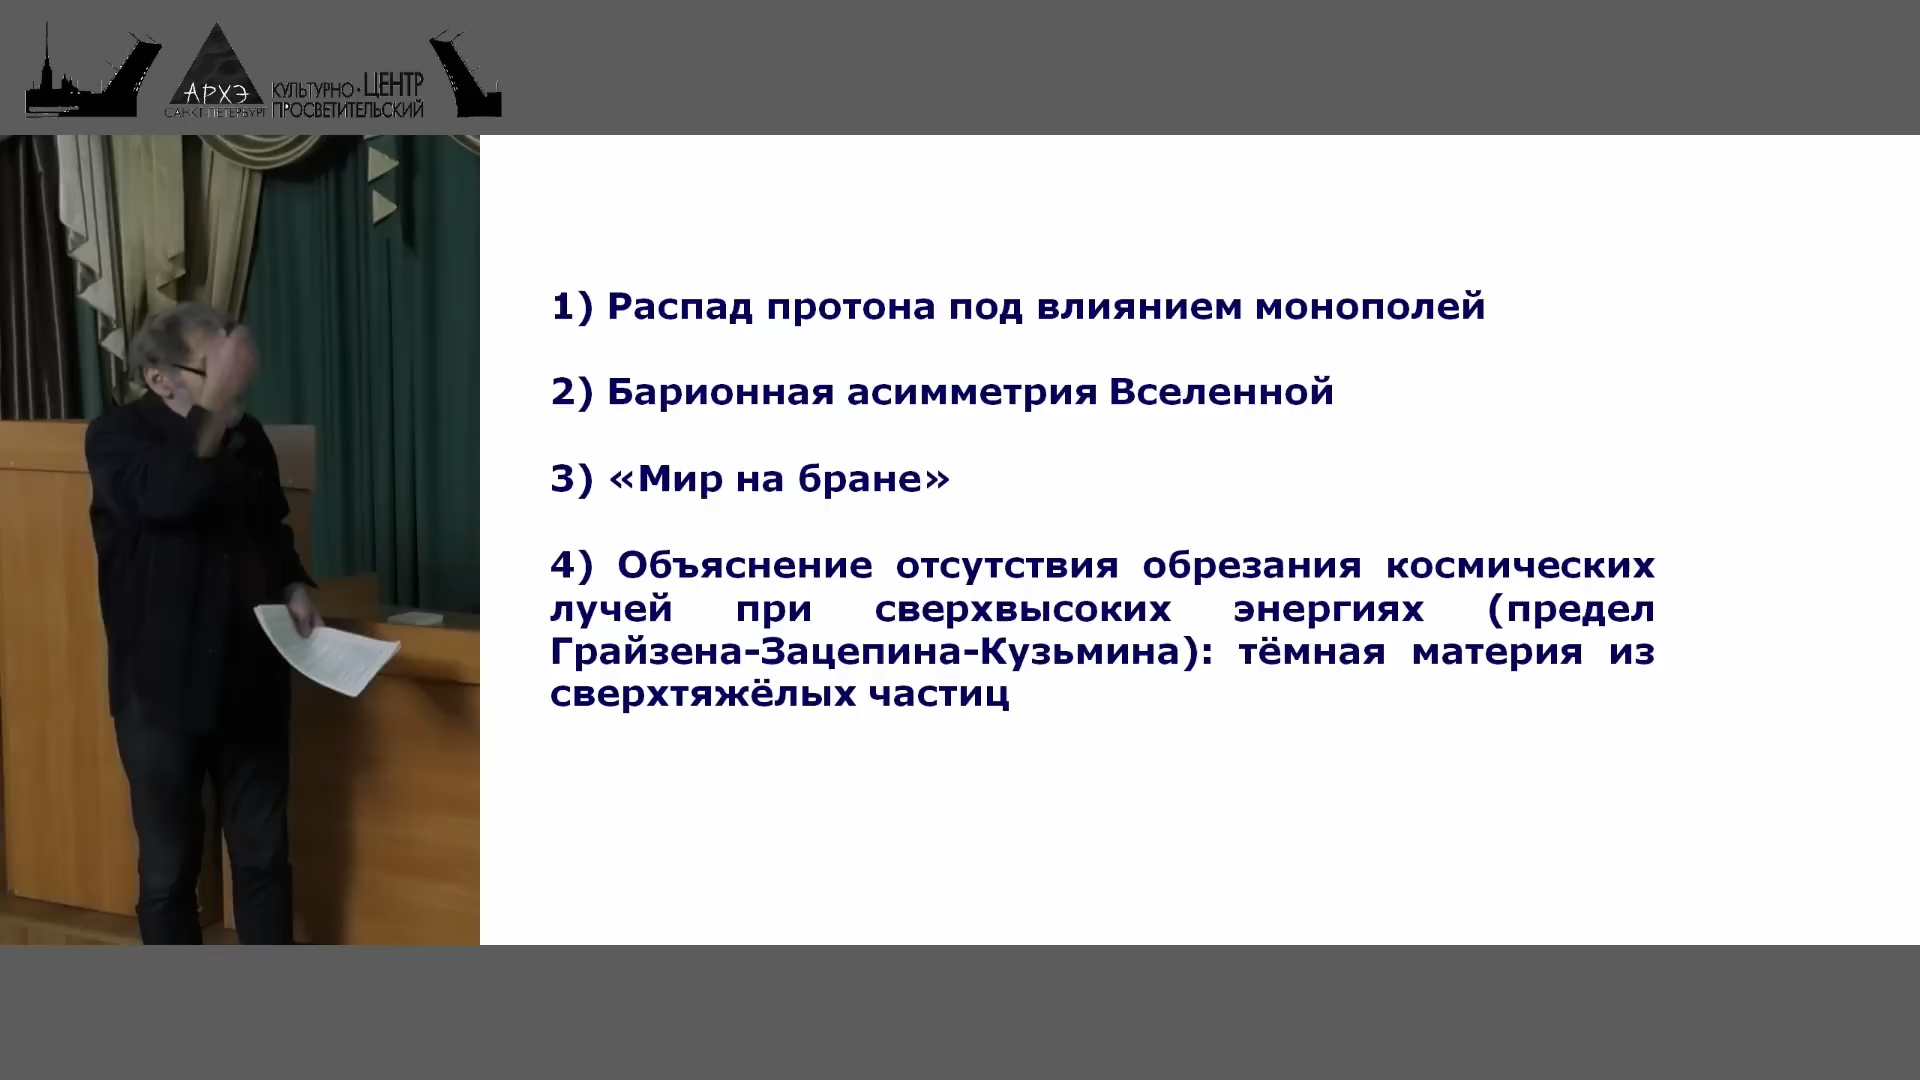 АРХЭ
САНКТ-ПЕТЕРБУРГ
КУЛЬТУРНО-ЦЕНТР
ПРОСВЕТИТЕЛЬСКИЙ
1) Распад протона под влиянием монополей
2) Барионная асимметрия Вселенной
3) «Мир на бране»
4) Объяснение отсутствия обрезания космических
лучей при сверхвысоких энергиях (предел
Грайзена-Зацепина-Кузьмина): тёмная материя из
сверхтяжёлых частиц